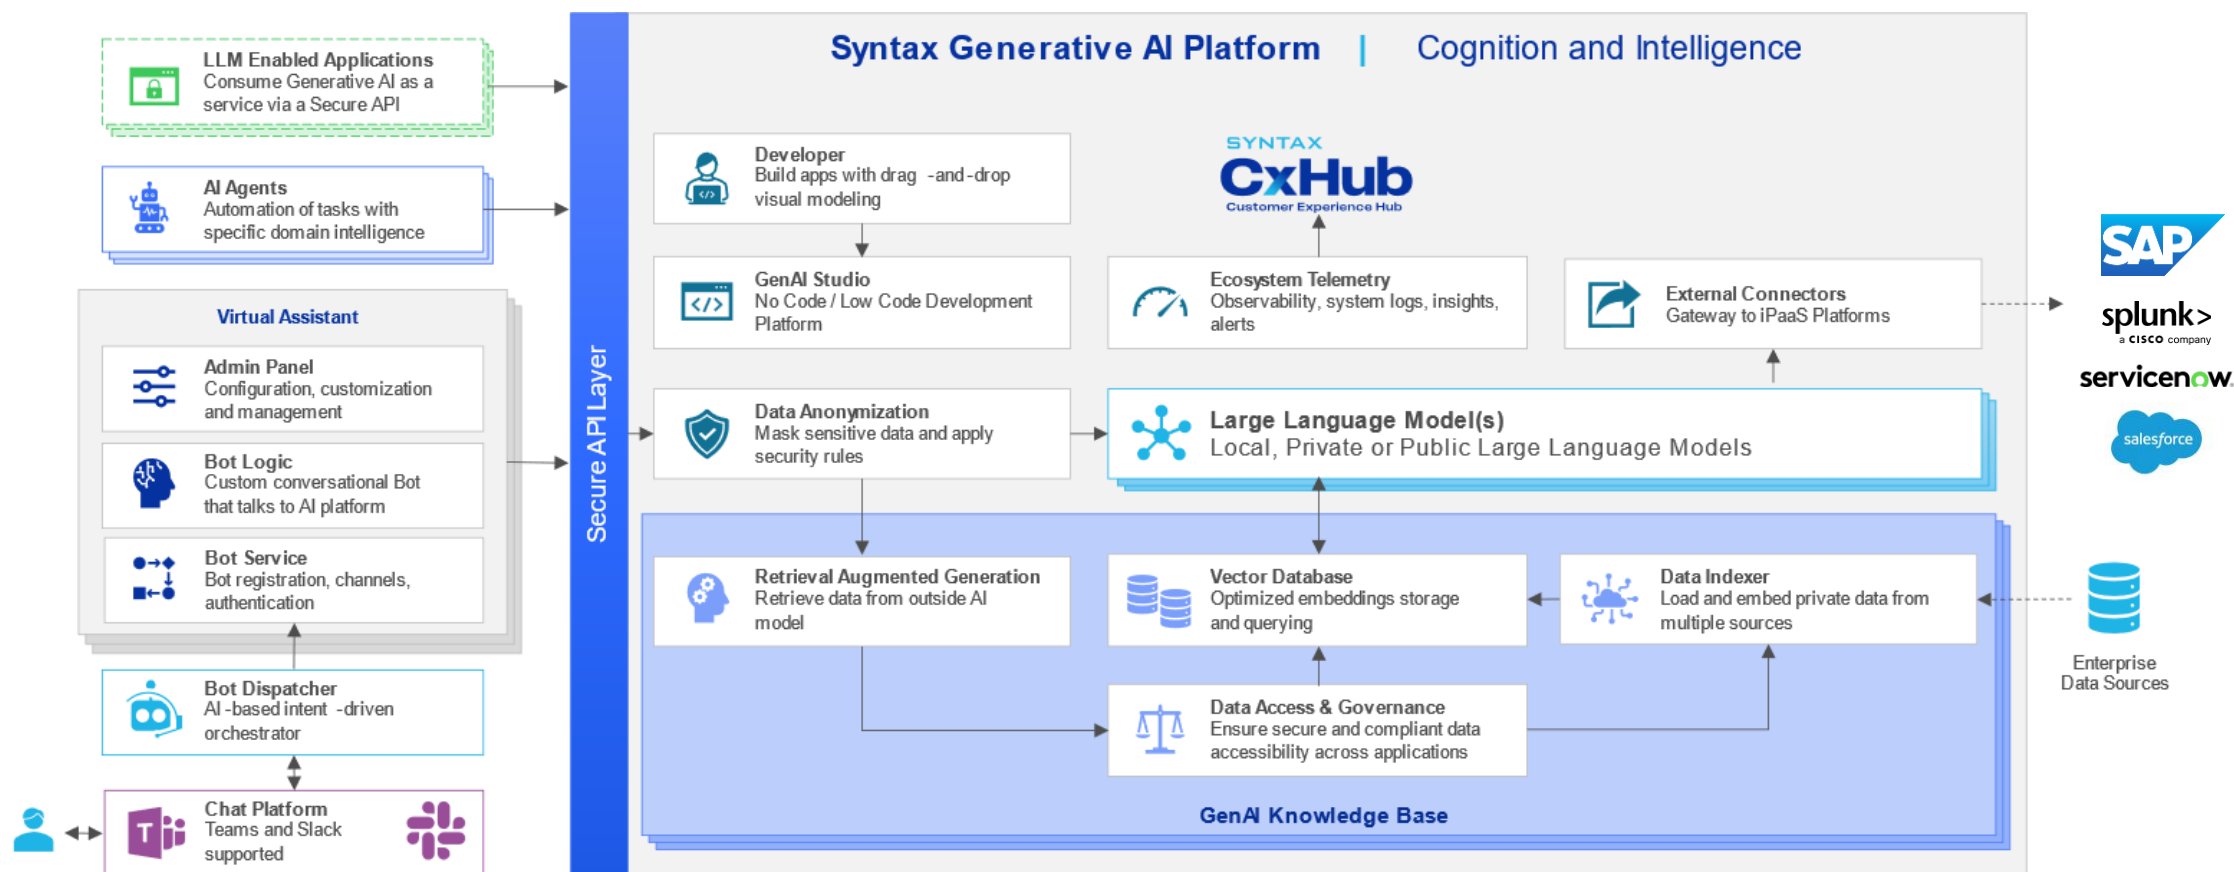 Syntax Generative AI Platform | Cognition and Intelligence
LLM Enabled Applications
Consume Generative AI as a
service via a Secure API
AI Agents
Automation of tasks with
specific domain intelligence
Virtual Assistant
Admin Panel
Configuration, customization
and management
Bot Logic
Custom conversational Bot
that talks to AI platform
Bot Service
Bot registration, channels,
authentication
Bot Dispatcher
AI -based intent -driven
orchestrator
Chat Platform
Teams and Slack
supported
T
Secure API Layer
Developer
Build apps with drag -and-drop
visual modeling
GenAI Studio
No Code / Low Code Development
Platform
Data Anonymization
Mask sensitive data and apply
security rules
SYNTAX
CxHub
Customer Experience Hub
Ecosystem Telemetry
Observability, system logs, insights,
alerts
External Connectors
Gateway to iPaaS Platforms
Large Language Model(s)
Local, Private or Public Large Language Models
Retrieval Augmented Generation
Retrieve data from outside AI
model
Vector Database
Optimized embeddings storage
and querying
Data Indexer
Load and embed private data from
multiple sources
Data Access & Governance
Ensure secure and compliant data
accessibility across applications
GenAI Knowledge Base
SAP
splunk>
a CISCO company
servicenow
salesforce
Enterprise
Data Sources